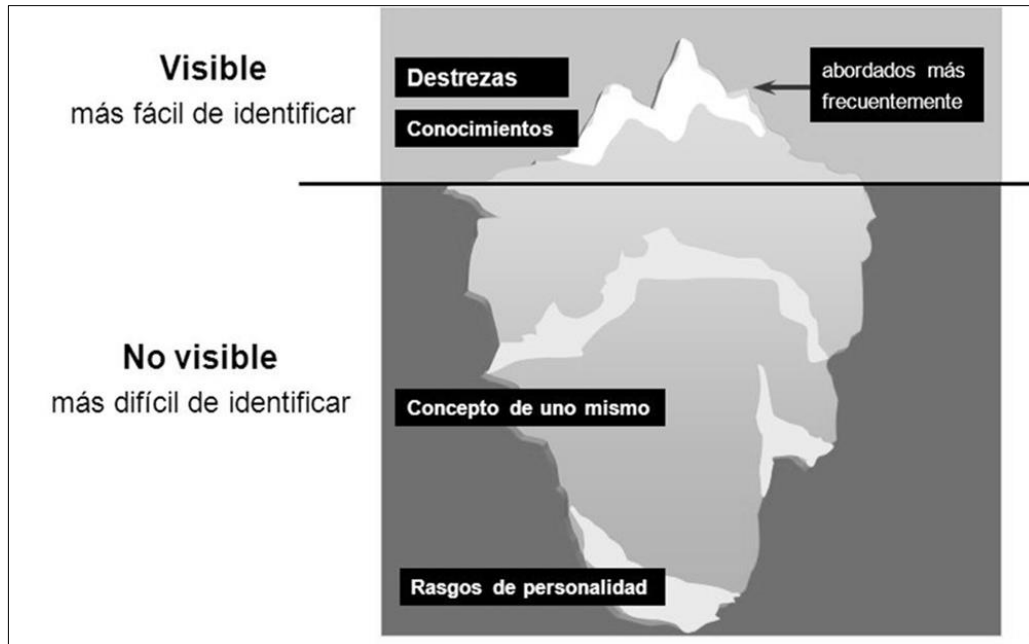 Visible
más fácil de identificar
Destrezas
Conocimientos
abordados más
frecuentemente
No visible
más difícil de identificar
Concepto de uno mismo
Rasgos de personalidad